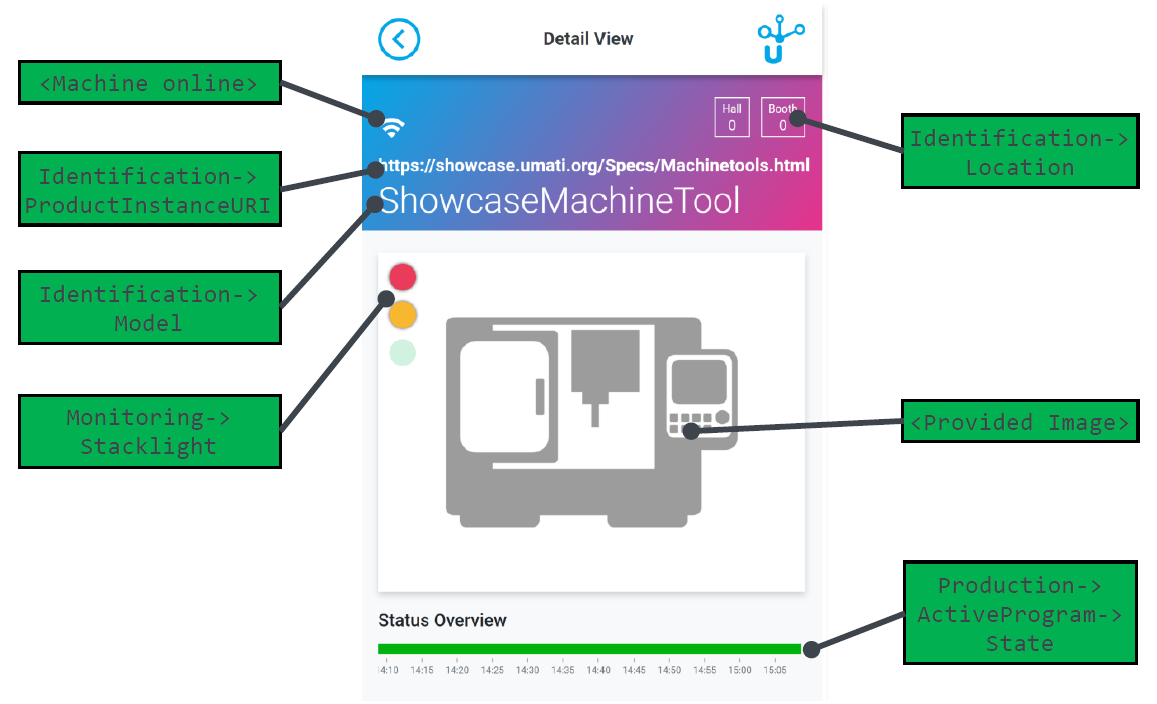 Detail View
<Machine online>
Hall
0
Booth
0
Identification->
Location
Identification->
ProductInstanceURI
https://showcase.umati.org/Specs/Machinetools.html
ShowcaseMachineTool
Identification->
Model
Monitoring->
Stacklight
<Provided Image>
Production->
ActiveProgram->
State
Status Overview
14:10 14:15 14:20 14:25 14:30 14:35 14:40 14:45 14:50 14:55 15:00 15:05